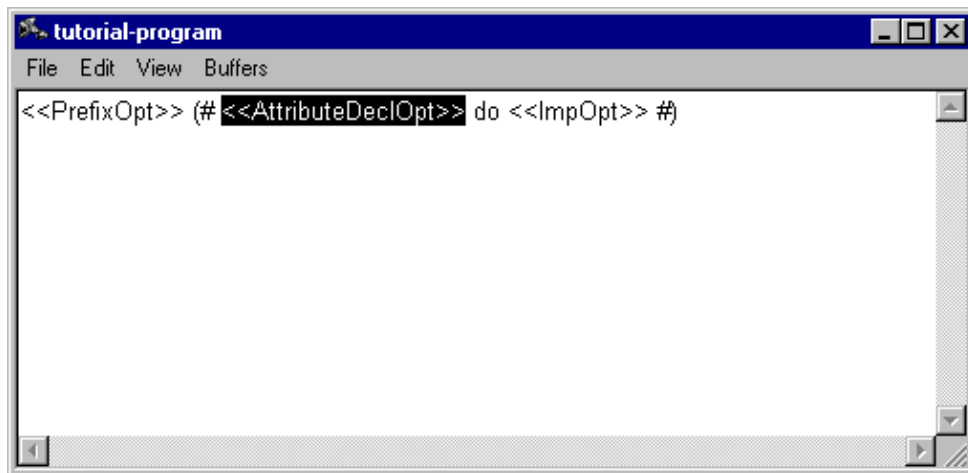 tutorial-program
File Edit View Buffers
<<PrefixOpt>> (# <<AttributeDeclOpt>> do <<ImpOpt>> #)